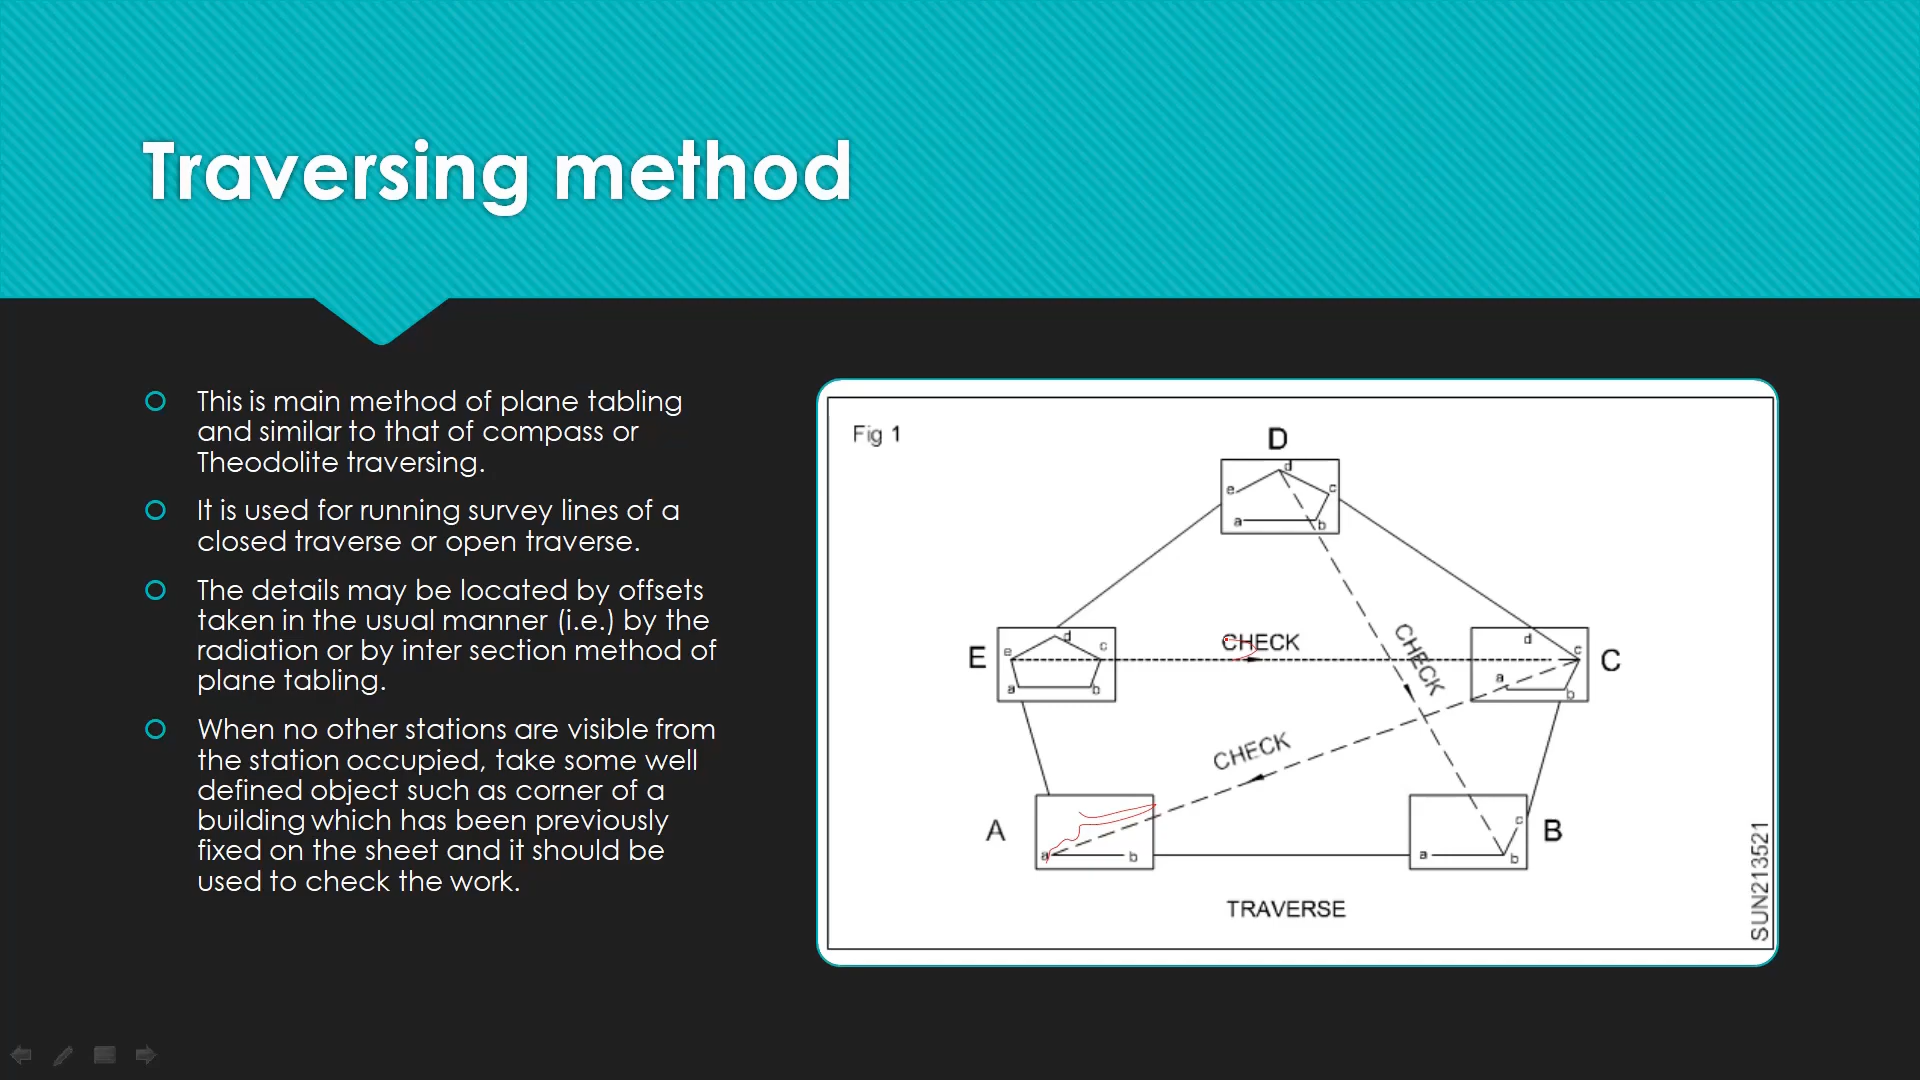 Traversing method
This is main method of plane tabling
and similar to that of compass or
Theodolite traversing.
It is used for running survey lines of a
closed traverse or open traverse.
The details may be located by offsets
taken in the usual manner (i.e.) by the
radiation or by inter section method of
plane tabling.
When no other stations are visible from
the station occupied, take some well
defined object such as corner of a
building which has been previously
fixed on the sheet and it should be
used to check the work.
Fig 1
D
d
e
c
a
b
E
d
e
c
a
b
CHECK
CHECK
d
c
a
b
C
CHECK
A
a
b
c
a
b
B
TRAVERSE
SUN213521